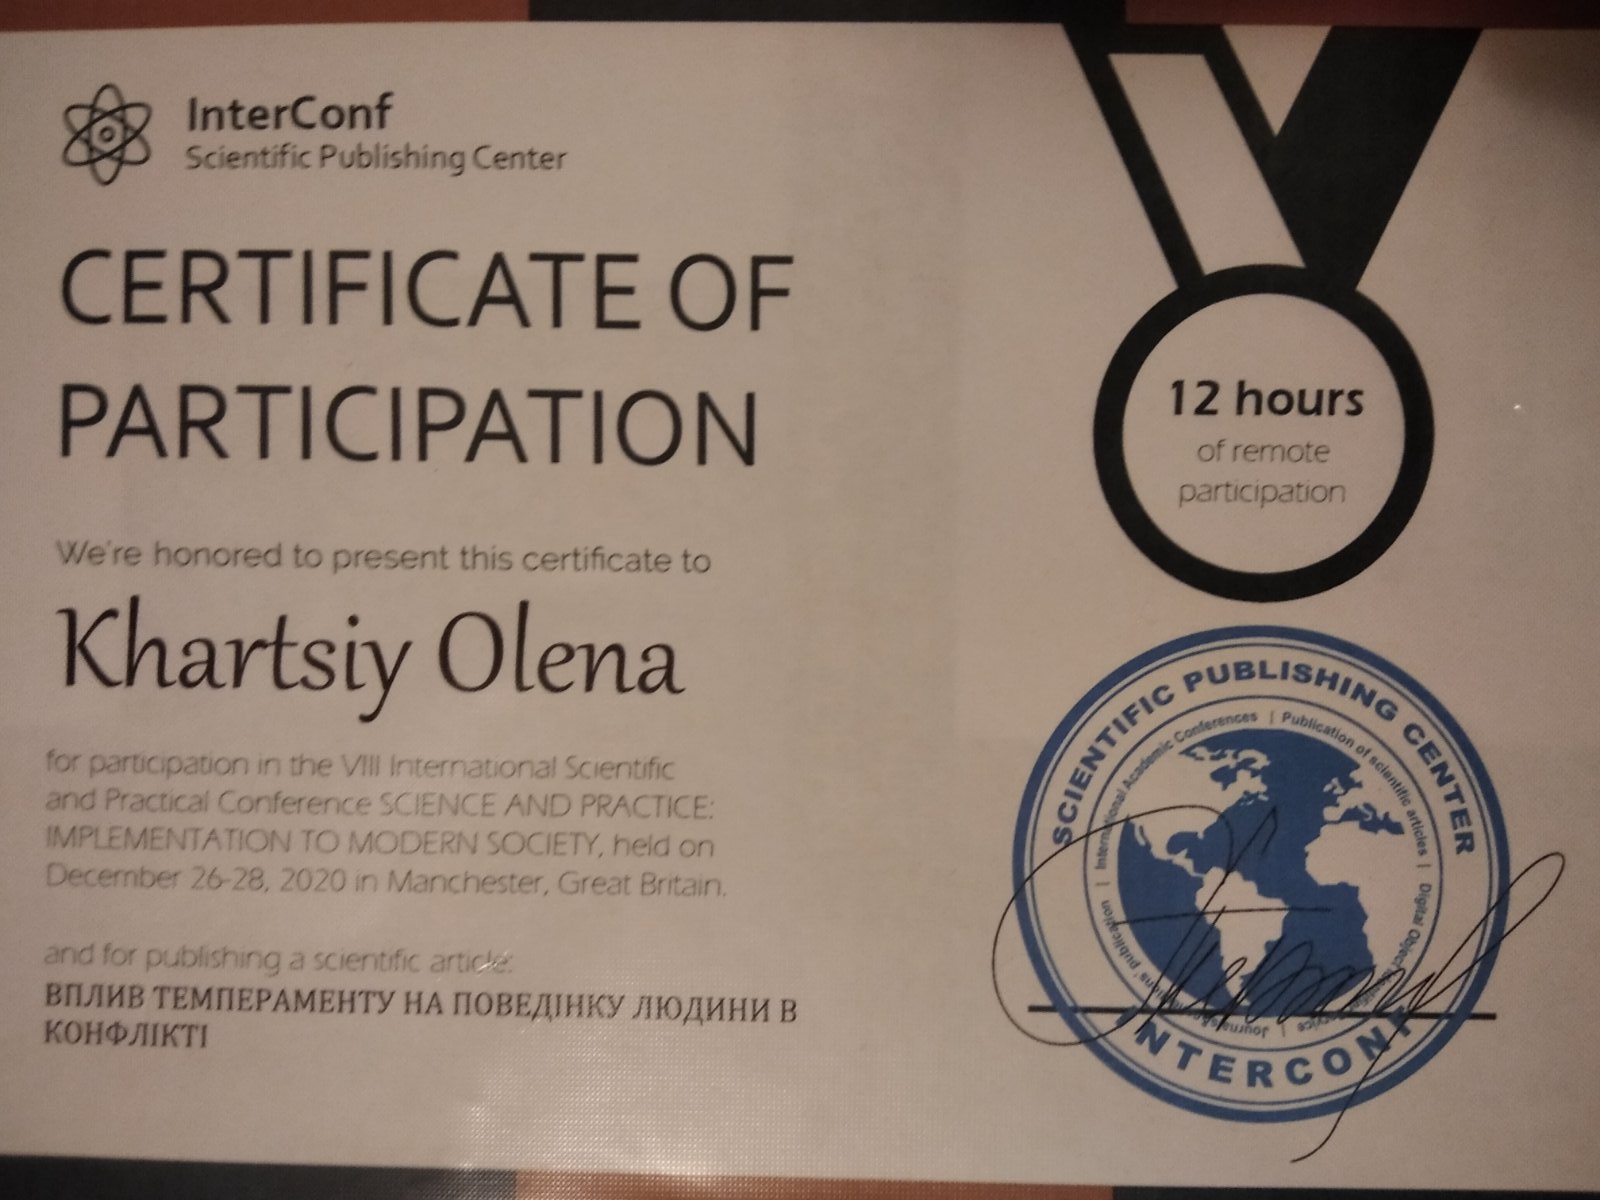 InterConf
Scientific Publishing Center
CERTIFICATE OF
PARTICIPATION
We're honored to present this certificate to
Khartsiy Olena
for participation in the VIII International Scientific
and Practical Conference SCIENCE AND PRACTICE:
IMPLEMENTATION TO MODERN SOCIETY, held on
December 26-28, 2020 in Manchester, Great Britain.
and for publishing a scientific article:
ВПЛИВ ТЕМПЕРАМЕНТУ НА ПОВЕДІНКУ ЛЮДИНИ В
КОНФЛІКТІ
12 hours
of remote
participation
SCIENTIFIC PUBLISHING CENTER
International Academic Conferences | Publication of scientific articles | Digital Object
publication |
INTERCONF